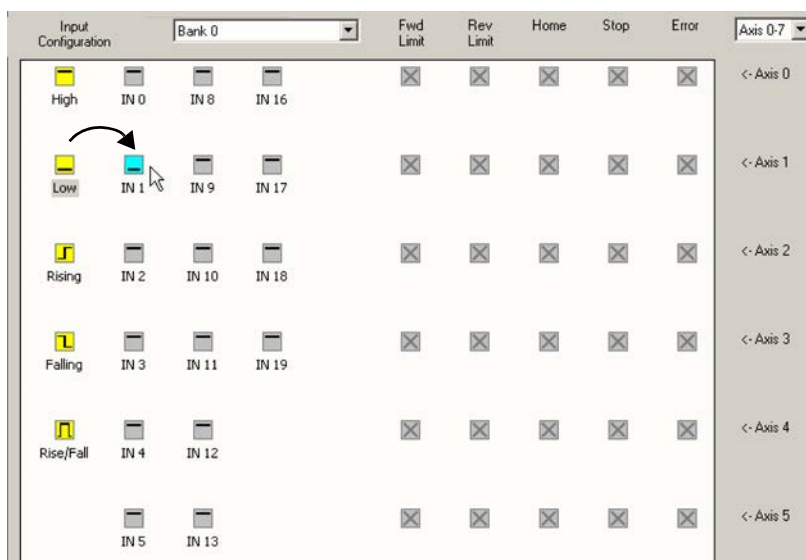 Input
Configuration
Bank 0
Fwd
Limit
Rev
Limit
Home
Stop
Error
Axis 0-7
High
IN 0
IN 8
IN 16
<- Axis 0
Low
IN 1
IN 9
IN 17
<- Axis 1
Rising
IN 2
IN 10
IN 18
<- Axis 2
Falling
IN 3
IN 11
IN 19
<- Axis 3
Rise/Fall
IN 4
IN 12
<- Axis 4
IN 5
IN 13
<- Axis 5